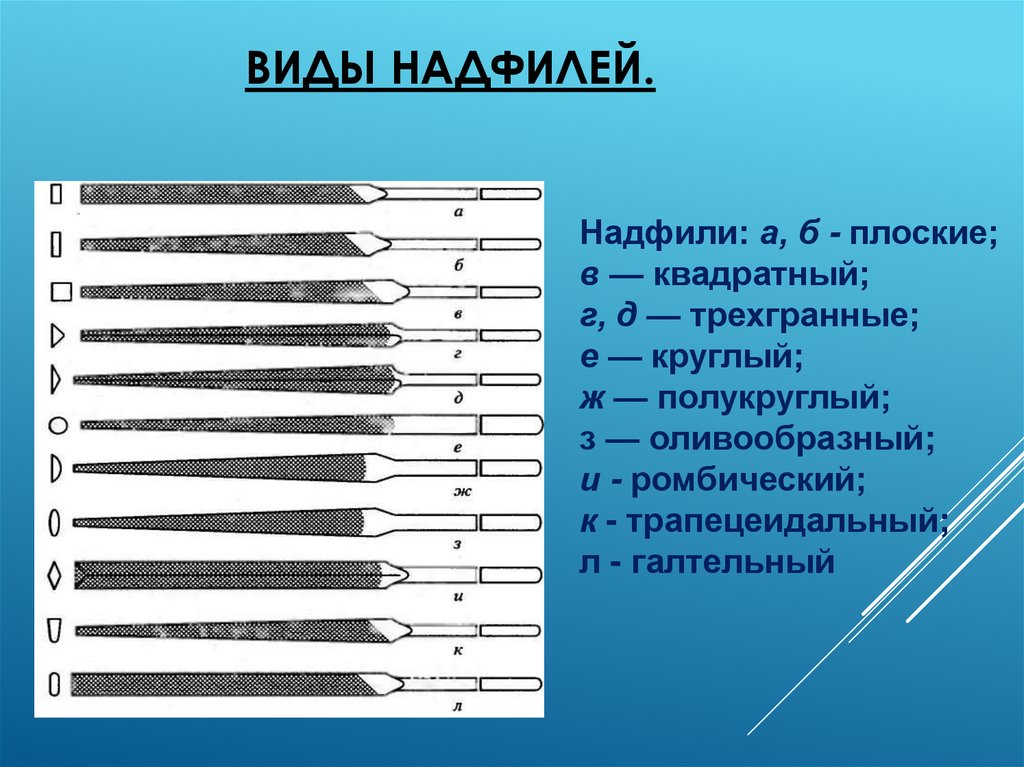 ВИДЫ НАДФИЛЕЙ.
а
б
в
г
д
е
ж
з
и
к
л
Надфили: а, б - плоские;
в — квадратный;
г, д — трехгранные;
е — круглый;
ж — полукруглый;
з — оливообразный;
и - ромбический;
к - трапецеидальный;
л - галтельный